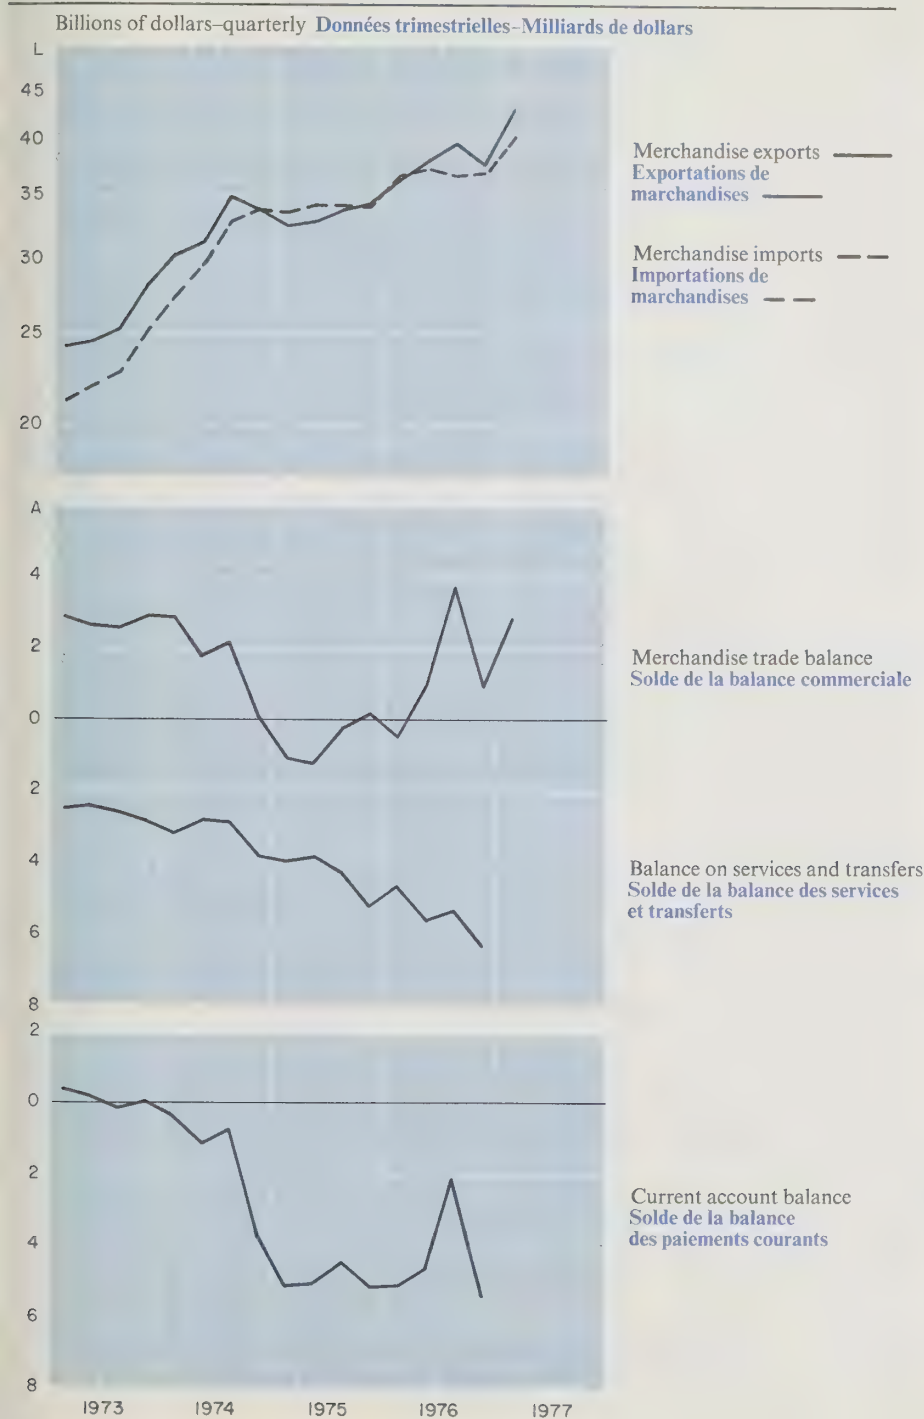 Billions of dollars–quarterly Données trimestrielles–Milliards de dollars
L
45
40
35
30
25
20
Merchandise exports
Exportations de
marchandises
Merchandise imports
Importations de
marchandises
A
4
2
0
2
4
6
8
Merchandise trade balance
Solde de la balance commerciale
Balance on services and transfers
Solde de la balance des services
et transferts
2
0
2
4
6
8
Current account balance
Solde de la balance
des paiements courants
1973 1974 1975 1976 1977